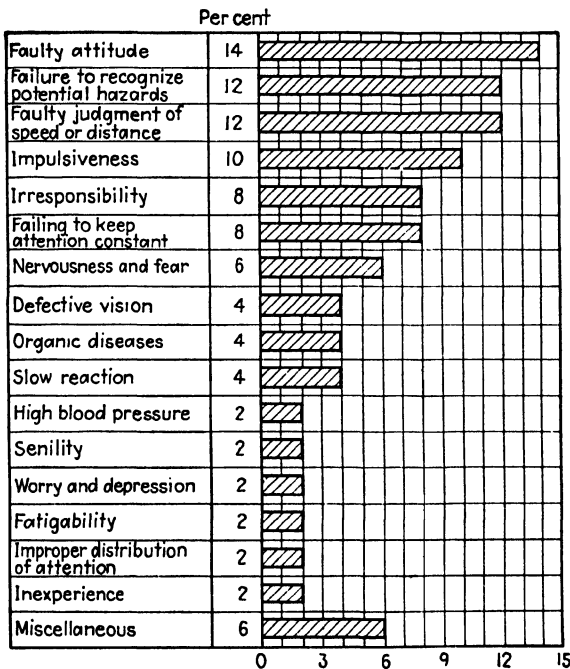 Per cent
Faulty attitude 14
Failure to recognize
potential hazards 12
Faulty judgment of
speed or distance 12
Impulsiveness 10
Irresponsibility 8
Failing to keep
attention constant 8
Nervousness and fear 6
Defective vision 4
Organic diseases 4
Slow reaction 4
High blood pressure 2
Senility 2
Worry and depression 2
Fatigability 2
Improper distribution
of attention 2
Inexperience 2
Miscellaneous 6
0 3 6 9 12 15